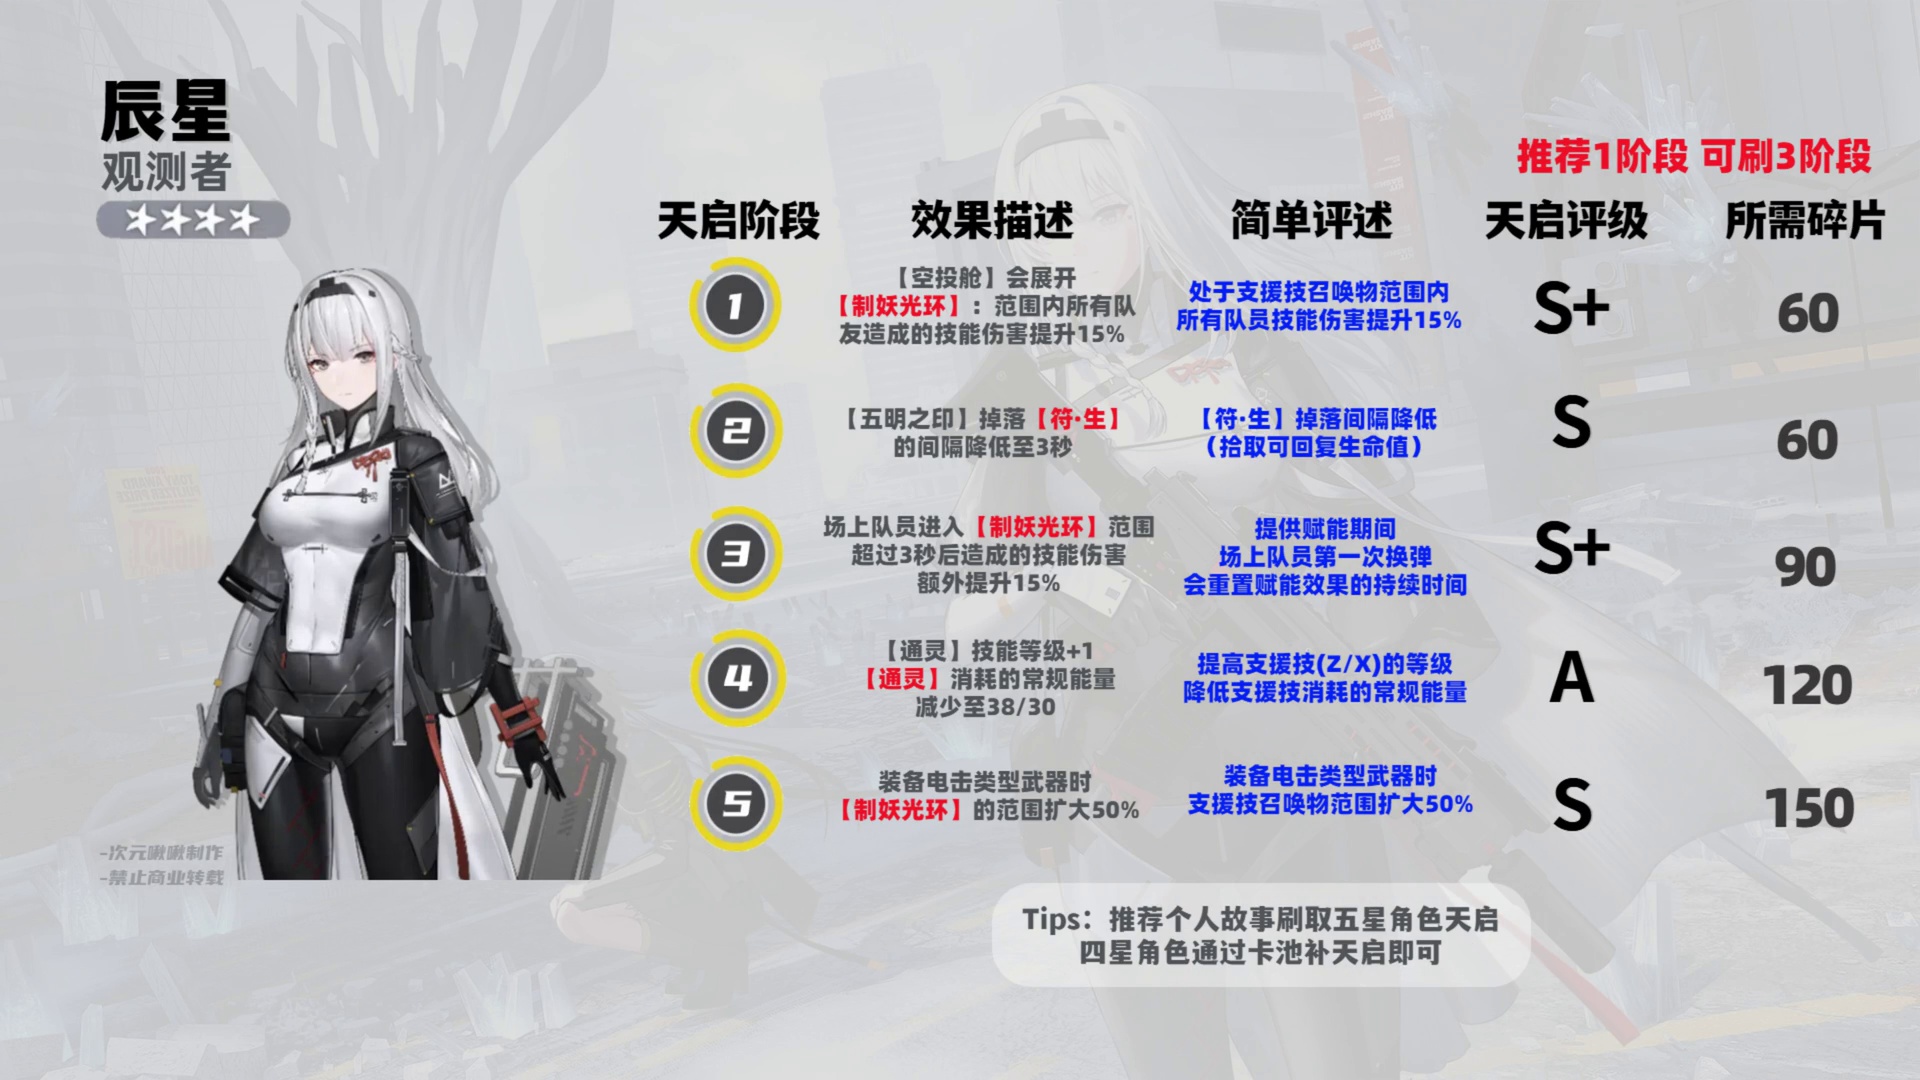 辰星
观测者
推荐1阶段 可刷3阶段
天启阶段 效果描述 简单评述 天启评级 所需碎片
1
【空投舱】会展开
【制妖光环】：范围内所有队
友造成的技能伤害提升15%
处于支援技召唤物范围内
所有队员技能伤害提升15%
S+
60
2
【五明之印】掉落【符·生】
的间隔降低至3秒
【符·生】掉落间隔降低
（拾取可回复生命值）
S
60
3
场上队员进入【制妖光环】范围
超过3秒后造成的技能伤害
额外提升15%
提供赋能期间
场上队员第一次换弹
会重置赋能效果的持续时间
S+
90
4
【通灵】技能等级+1
【通灵】消耗的常规能量
减少至38/30
提高支援技(Z/X)的等级
降低支援技消耗的常规能量
A
120
5
装备电击类型武器时
【制妖光环】的范围扩大50%
装备电击类型武器时
支援技召唤物范围扩大50%
S
150
-次元啾啾制作
-禁止商业转载
Tips：推荐个人故事刷取五星角色天启
四星角色通过卡池补天启即可